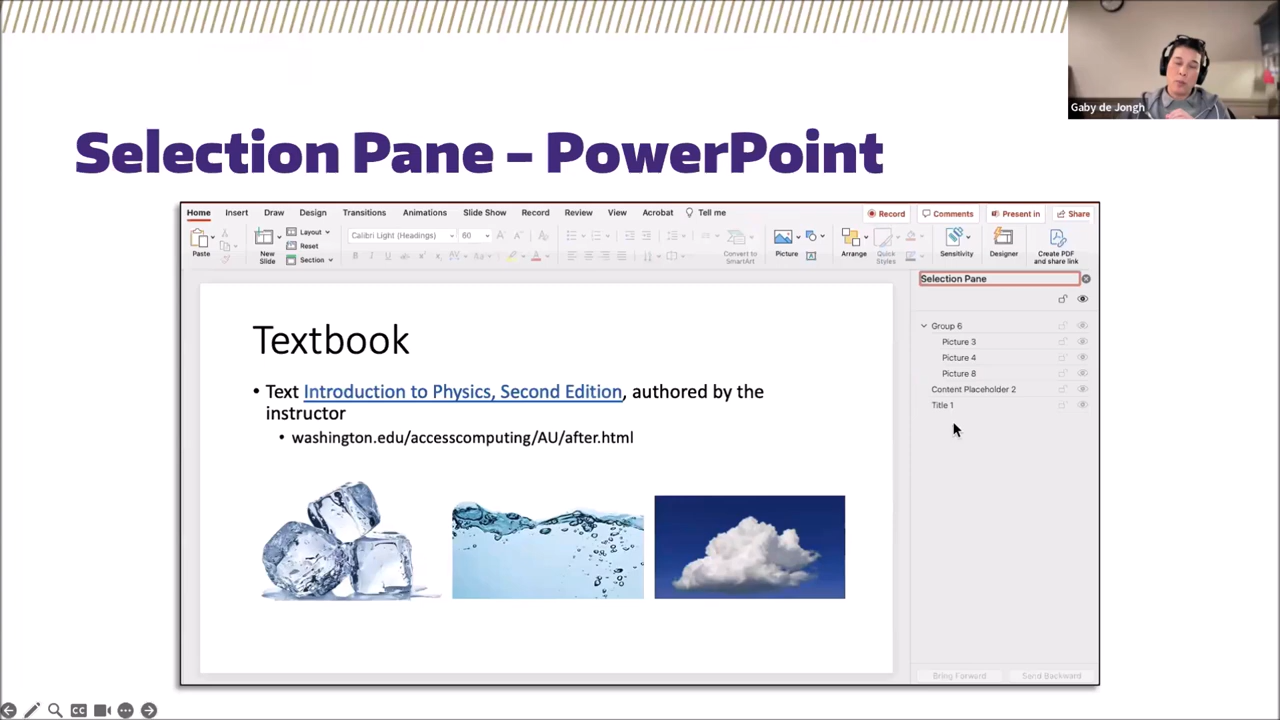 Gaby de Jongh
Selection Pane – PowerPoint
Home Insert Draw Design Transitions Animations Slide Show Record Review View Acrobat Tell me Record Comments Present in Share
Paste
New Slide
Layout
Reset
Section
Calibri Light (Headings) 60
Convert to SmartArt
Picture
Arrange
Quick Styles
Sensitivity
Designer
Create PDF and share link
Textbook
• Text Introduction to Physics, Second Edition, authored by the
instructor
• washington.edu/accesscomputing/AU/after.html
Selection Pane
Group 6
Picture 3
Picture 4
Picture 8
Content Placeholder 2
Title 1
Bring Forward Send Backward
CC